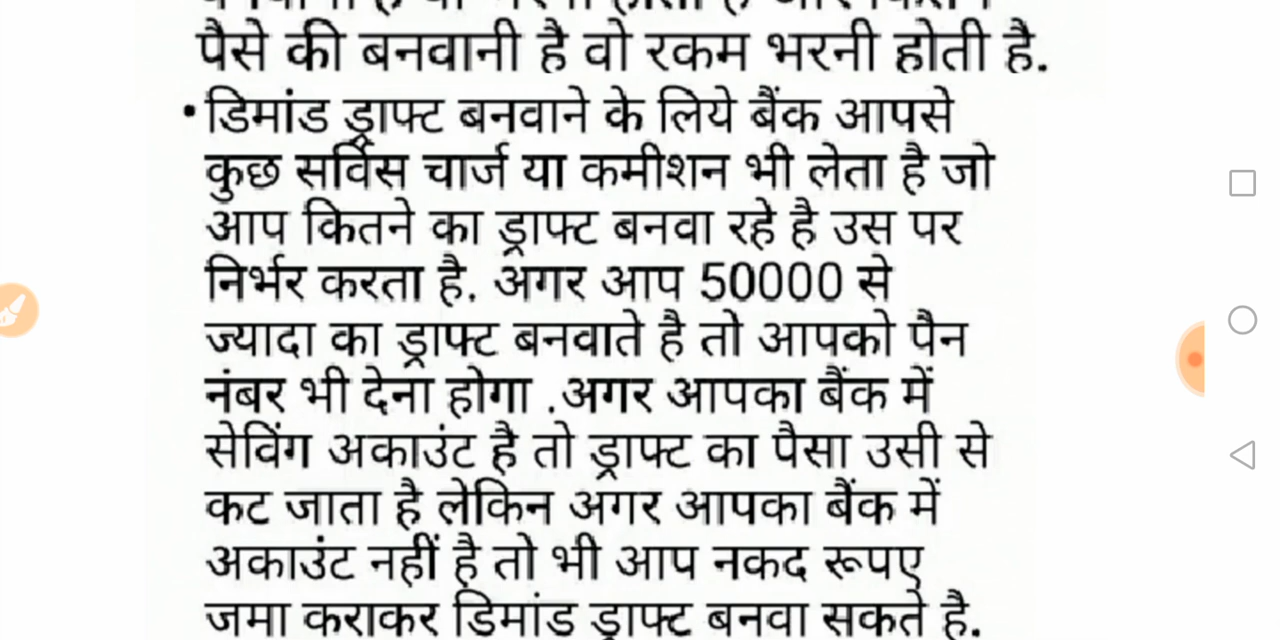 पैसे की बनवानी है वो रकम भरनी होती है.
•डिमांड ड्राफ्ट बनवाने के लिये बैंक आपसे
कुछ सर्विस चार्ज या कमीशन भी लेता है जो
आप कितने का ड्राफ्ट बनवा रहे है उस पर
निर्भर करता है. अगर आप 50000 से
ज्यादा का ड्राफ्ट बनवाते है तो आपको पैन
नंबर भी देना होगा .अगर आपका बैंक में
सेविंग अकाउंट है तो ड्राफ्ट का पैसा उसी से
कट जाता है लेकिन अगर आपका बैंक में
अकाउंट नहीं है तो भी आप नकद रूपए
जमा कराकर डिमांड ड्राफ्ट बनवा सकते है.